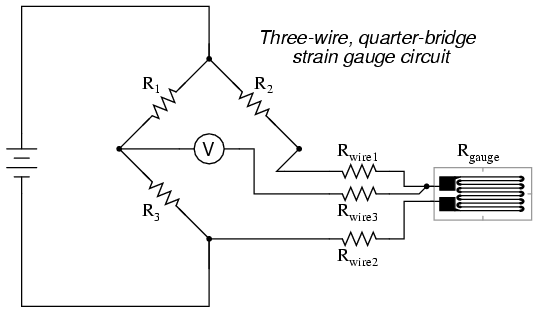 Three-wire, quarter-bridge
strain gauge circuit
R1
R2
V
Rwire1
Rgauge
Rwire3
R3
Rwire2